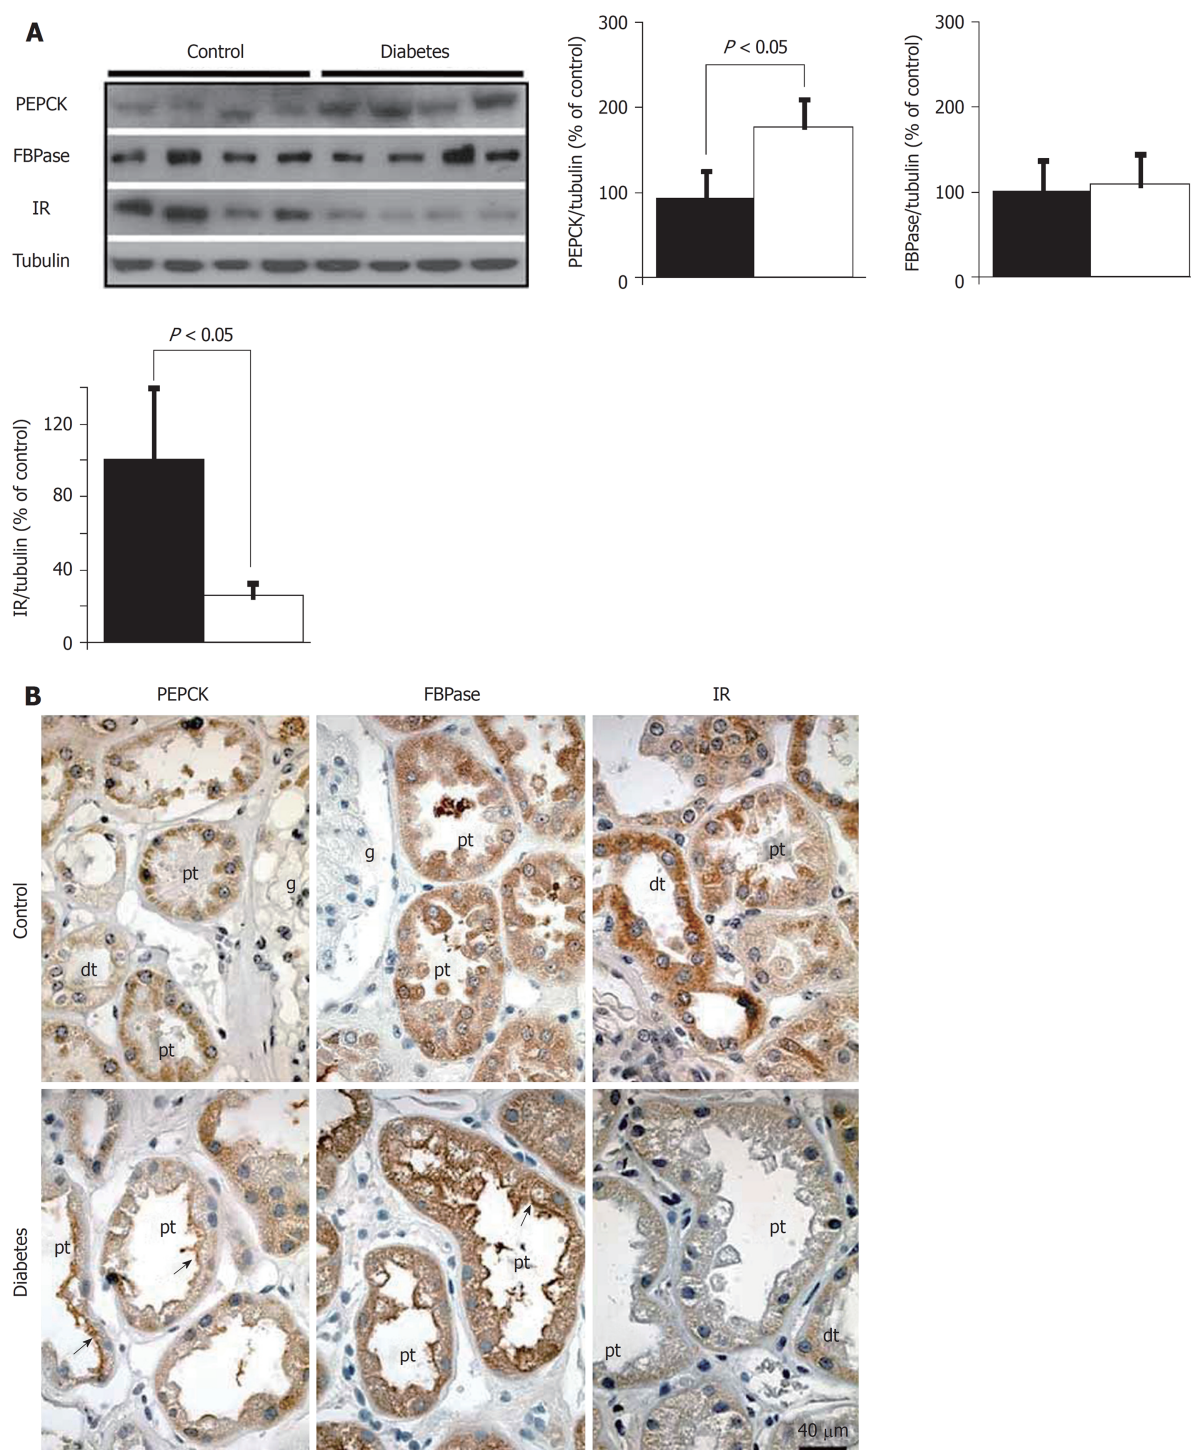 A
Control Diabetes
PEPCK
FBPase
IR
Tubulin
PEPCK/tubulin (% of control)
300
200
100
0
P < 0.05
FBPase/tubulin (% of control)
300
200
100
0
IR/tubulin (% of control)
120
80
40
0
P < 0.05
B
PEPCK FBPase IR
Control
pt
g
dt
pt
g
pt
pt
pt
dt
Diabetes
pt
pt
pt
pt
pt
pt
dt
40 μm